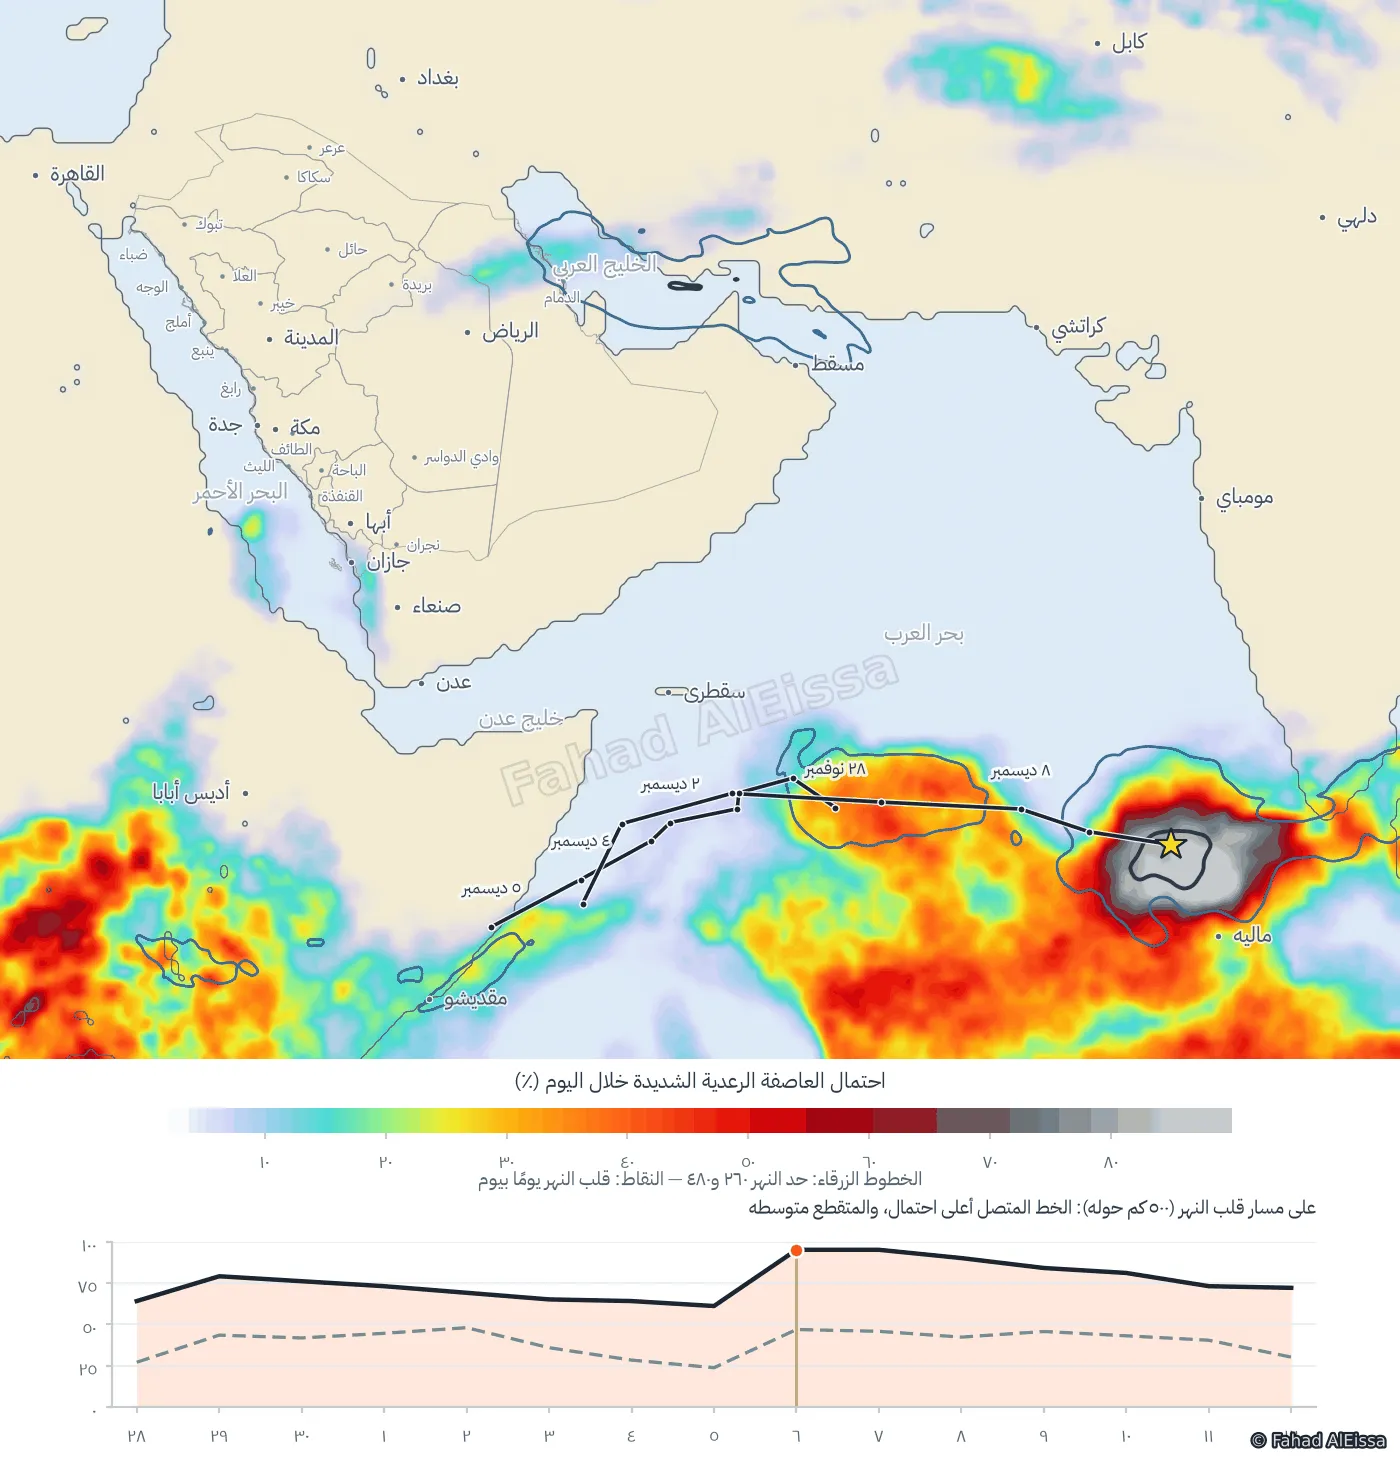 كابل
بغداد
عرعر
القاهرة
سكاكا
دلهي
تبوك
حائل
ضباء
الخليج العربي
العلا
بريدة
الوجه
الدمام
خيبر
أملج
كراتشي
الرياض
المدينة
ينبع
مسقط
رابغ
جدة
مكة
الطائف
وادي الدواسر
الليث
الباحة
البحر الأحمر
القنفذة
مومباي
أبها
نجران
جازان
صنعاء
بحر العرب
عدن
سقطرى
خليج عدن
Fahad AlEissa
٢٨ نوفمبر
٨ ديسمبر
٢ ديسمبر
أديس أبابا
٤ ديسمبر
٥ ديسمبر
ماليه
مقديشو
احتمال العاصفة الرعدية الشديدة خلال اليوم (٪)
١٠ ٢٠ ٣٠ ٤٠ ٥٠ ٦٠ ٧٠ ٨٠
الخطوط الزرقاء: حد النهر ٢٦٠ و٤٨٠ — النقاط: قلب النهر يومًا بيوم
على مسار قلب النهر (٥٠٠ كم حوله): الخط المتصل أعلى احتمال، والمتقطع متوسطه
١٠٠
٧٥
٥٠
٢٥
٠
٢٨ ٢٩ ٣٠ ١ ٢ ٣ ٤ ٥ ٦ ٧ ٨ ٩ ١٠ ١١
© Fahad AlEissa